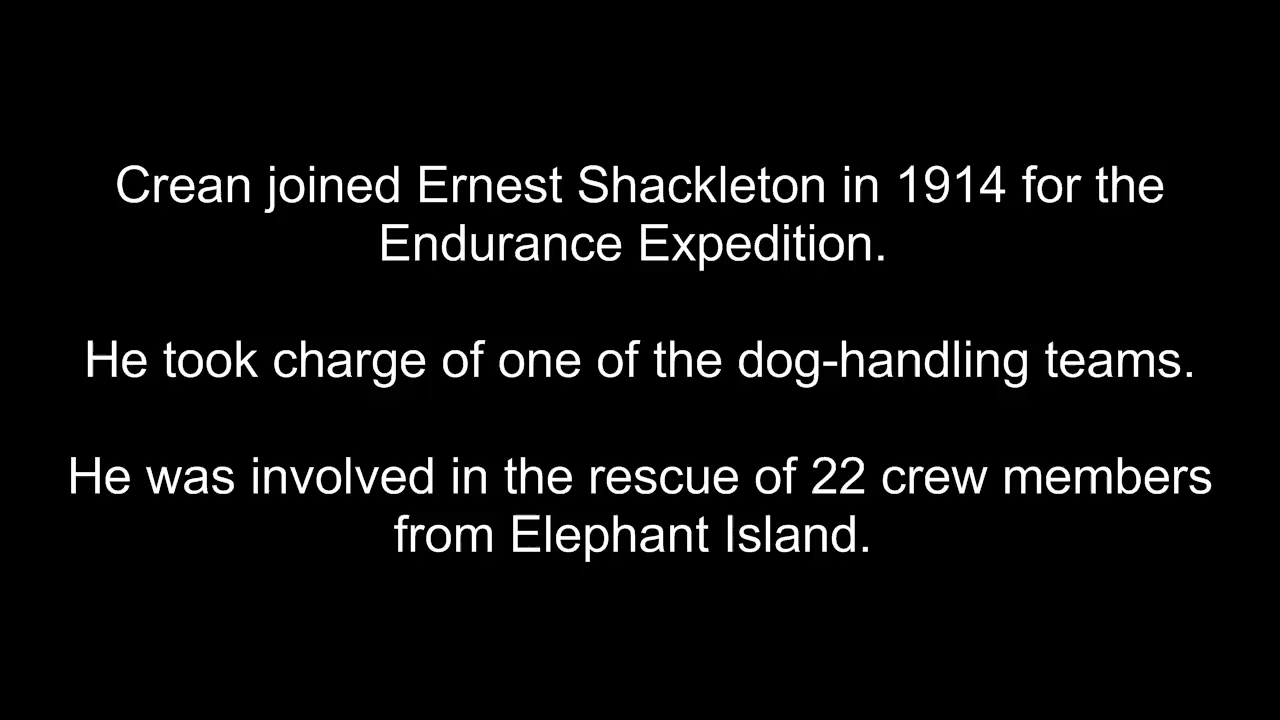 Crean joined Ernest Shackleton in 1914 for the
Endurance Expedition.
He took charge of one of the dog-handling teams.
He was involved in the rescue of 22 crew members
from Elephant Island.